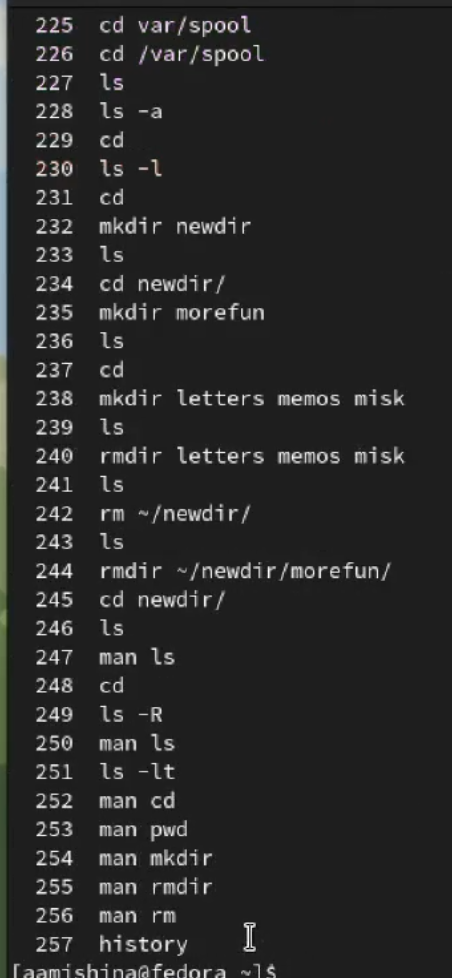 225 cd var/spool
226 cd /var/spool
227 ls
228 ls -a
229 cd
230 ls -l
231 cd
232 mkdir newdir
233 ls
234 cd newdir/
235 mkdir morefun
236 ls
237 cd
238 mkdir letters memos misk
239 ls
240 rmdir letters memos misk
241 ls
242 rm ~/newdir/
243 ls
244 rmdir ~/newdir/morefun/
245 cd newdir/
246 ls
247 man ls
248 cd
249 ls -R
250 man ls
251 ls -lt
252 man cd
253 man pwd
254 man mkdir
255 man rmdir
256 man rm
257 history
[aamishina@fedora ~]$